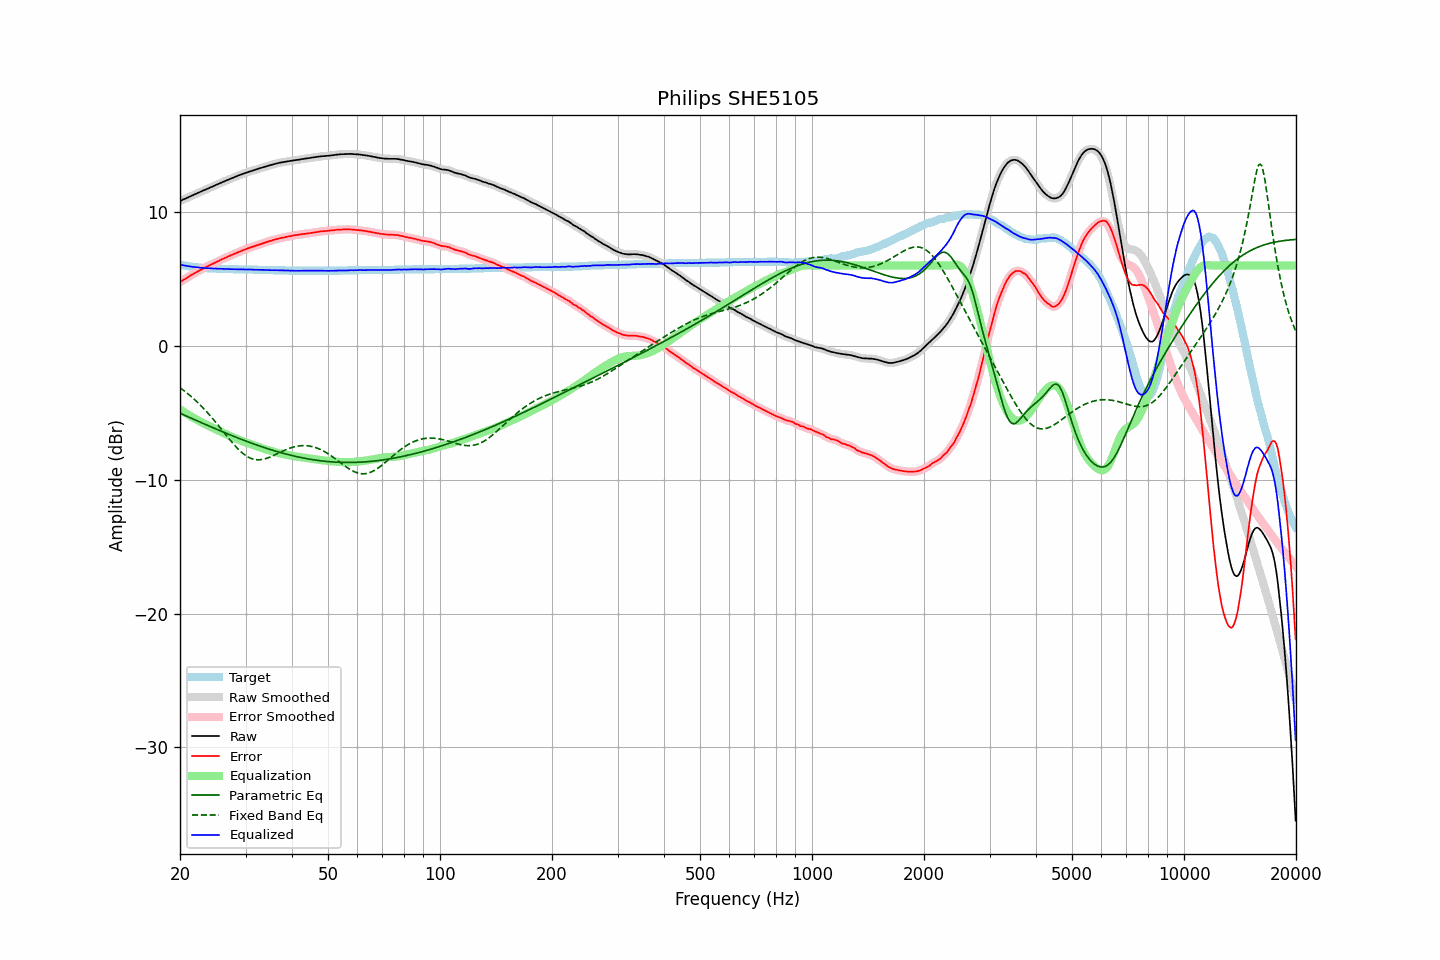 Philips SHE5105
Amplitude (dBr)
10
0
−10
−20
−30
Target
Raw Smoothed
Error Smoothed
Raw
Error
Equalization
Parametric Eq
Fixed Band Eq
Equalized
20 50 100 200 500 1000 2000 5000 10000 20000
Frequency (Hz)